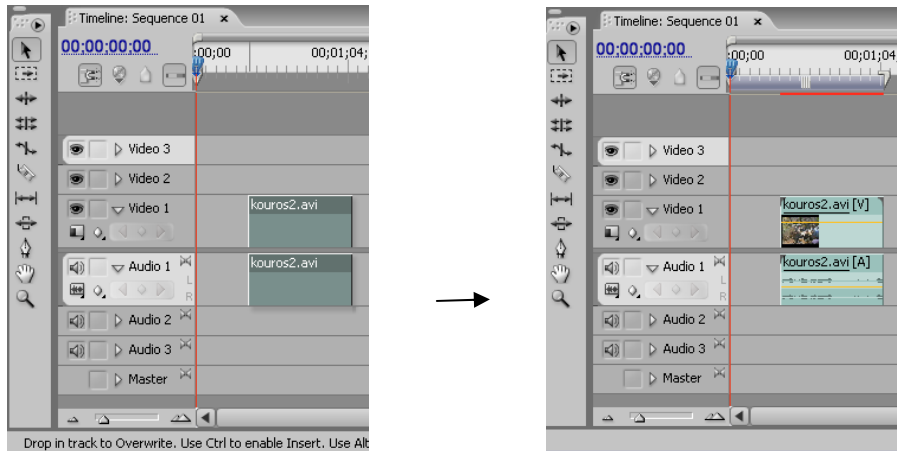 Timeline: Sequence 01 ×
00;00;00;00
;00;00 00;01;04;
Video 3
Video 2
Video 1
kouros2.avi
Audio 1
kouros2.avi
L
R
Audio 2
Audio 3
Master
Drop in track to Overwrite. Use Ctrl to enable Insert. Use Alt
Timeline: Sequence 01 ×
00;00;00;00
;00;00 00;01;04
Video 3
Video 2
Video 1
kouros2.avi [V]
Audio 1
kouros2.avi [A]
L
R
Audio 2
Audio 3
Master